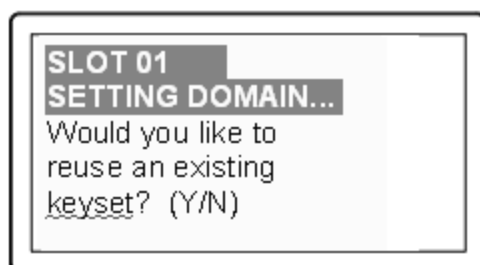 SLOT 01
SETTING DOMAIN...
Would you like to
reuse an existing
keyset? (Y/N)